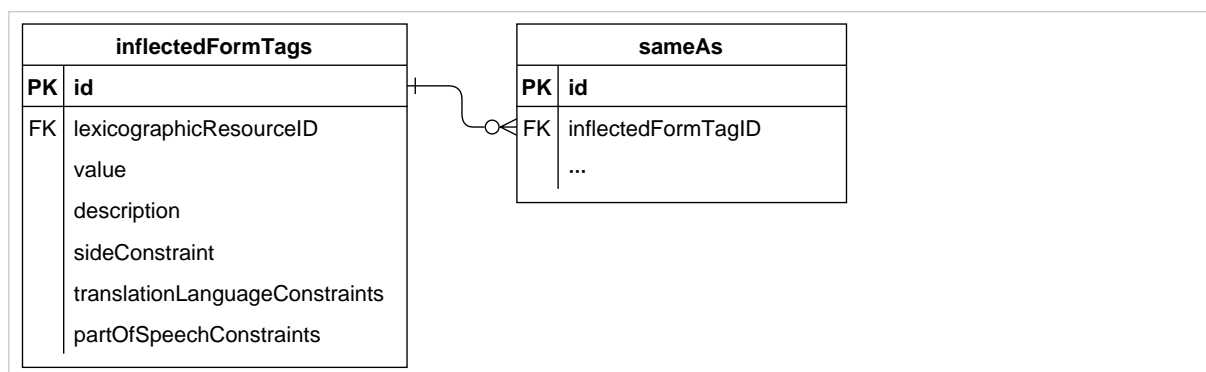 inflectedFormTags
PK id
FK lexicographicResourceID
value
description
sideConstraint
translationLanguageConstraints
partOfSpeechConstraints
sameAs
PK id
FK inflectedFormTagID
...